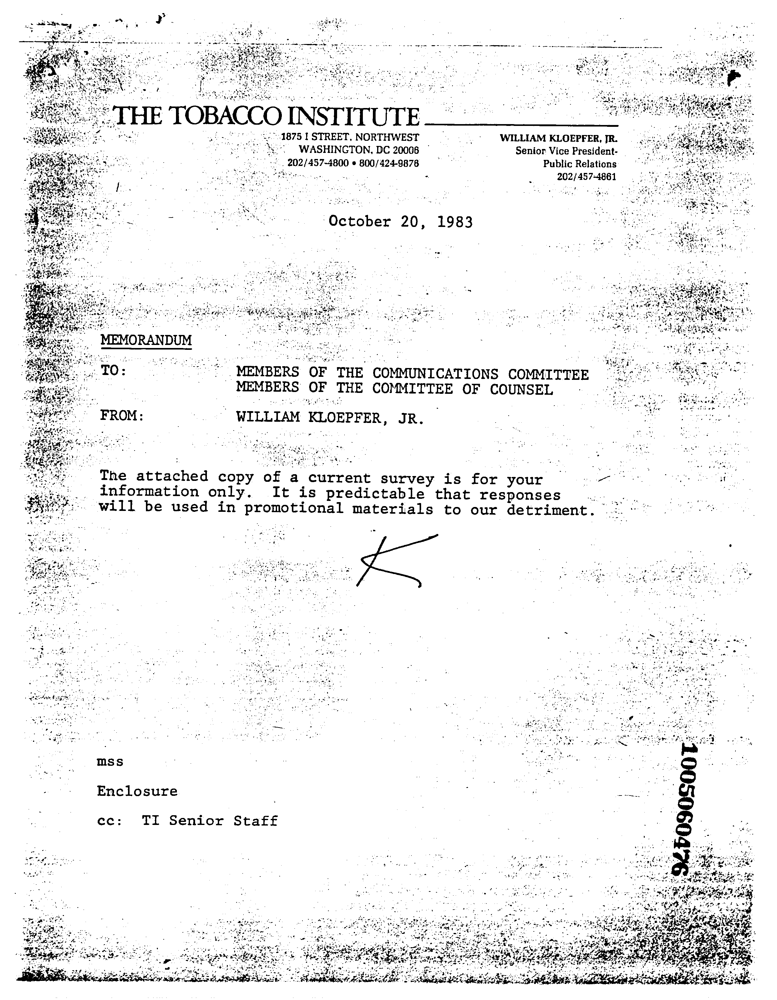 THE TOBACCO INSTITUTE
1875 I STREET, NORTHWEST
WASHINGTON, DC 20006
202/457-4800 • 800/424-9876
WILLIAM KLOEPFER, JR.
Senior Vice President-
Public Relations
202/457-4861
October 20, 1983
MEMORANDUM
TO: MEMBERS OF THE COMMUNICATIONS COMMITTEE
MEMBERS OF THE COMMITTEE OF COUNSEL
FROM: WILLIAM KLOEPFER, JR.
The attached copy of a current survey is for your
information only. It is predictable that responses
will be used in promotional materials to our detriment.
K
mss
Enclosure
cc: TI Senior Staff
1005060476